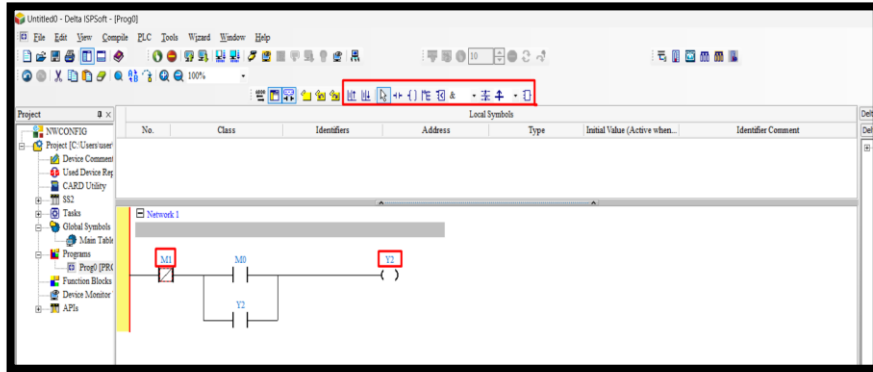 Untitled0 - Delta ISPSoft - [Prog0]
File Edit View Compile PLC Tools Wizard Window Help
10
100%
Project
Local Symbols
No. Class Identifiers Address Type Initial Value (Active when... Identifier Comment
NWCONFIG
Project [C:\Users\user\
Device Comment
Used Device Rep
CARD Utility
SS2
Tasks
Global Symbols
Main Table
Programs
Prog0 [PRG
Function Blocks
Device Monitor
APIs
Network 1
M1 M0 Y2
Y2